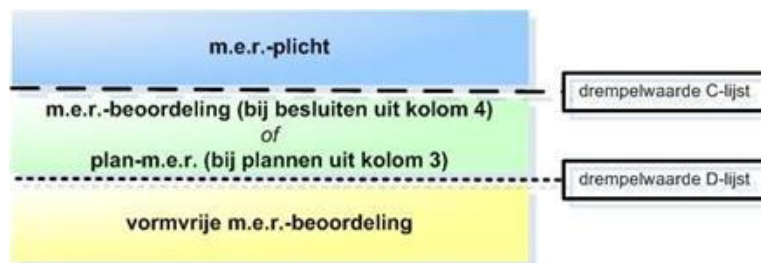 m.e.r.-plicht
drempelwaarde C-lijst
m.e.r.-beoordeling (bij besluiten uit kolom 4)
of
plan-m.e.r. (bij plannen uit kolom 3)
drempelwaarde D-lijst
vormvrije m.e.r.-beoordeling